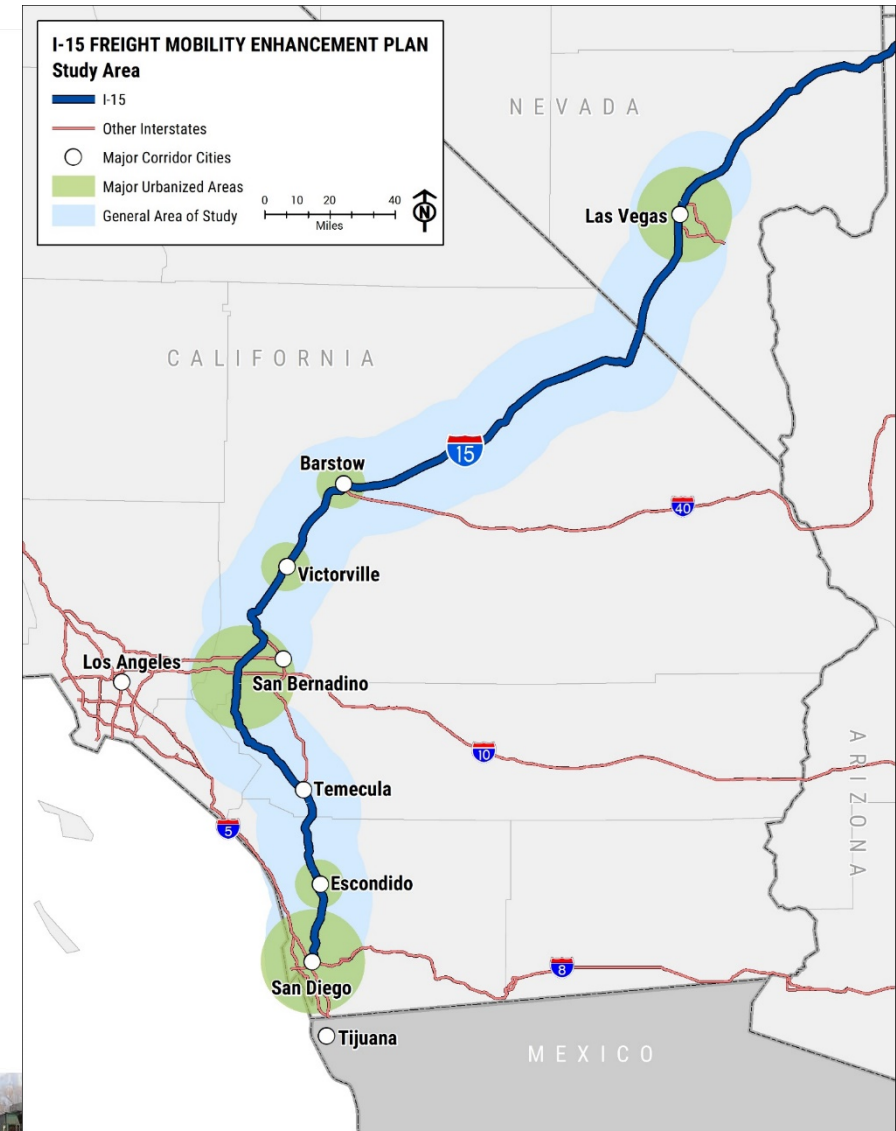 I-15 FREIGHT MOBILITY ENHANCEMENT PLAN
Study Area
I-15
Other Interstates
Major Corridor Cities
Major Urbanized Areas
General Area of Study
0 10 20 40
Miles
N
NEVADA
Las Vegas
CALIFORNIA
15
Barstow
40
Victorville
Los Angeles
San Bernadino
10
Temecula
ARIZONA
5
Escondido
8
San Diego
Tijuana
MEXICO